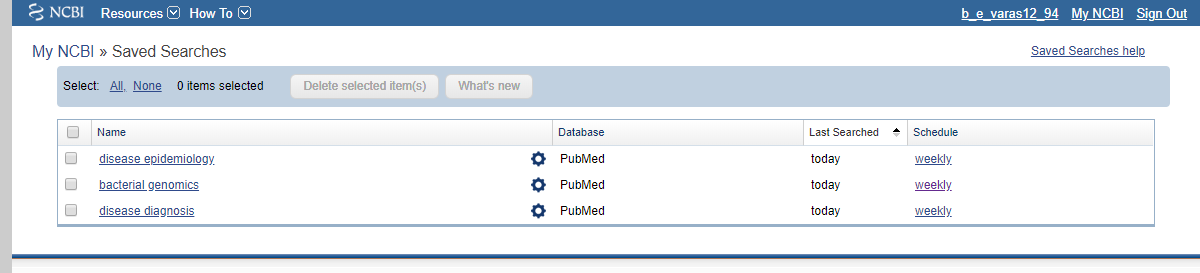 NCBI Resources How To b_e_varas12_94 My NCBI Sign Out
My NCBI » Saved Searches Saved Searches help
Select: All, None 0 items selected Delete selected item(s) What's new
Name Database Last Searched Schedule
disease epidemiology PubMed today weekly
bacterial genomics PubMed today weekly
disease diagnosis PubMed today weekly